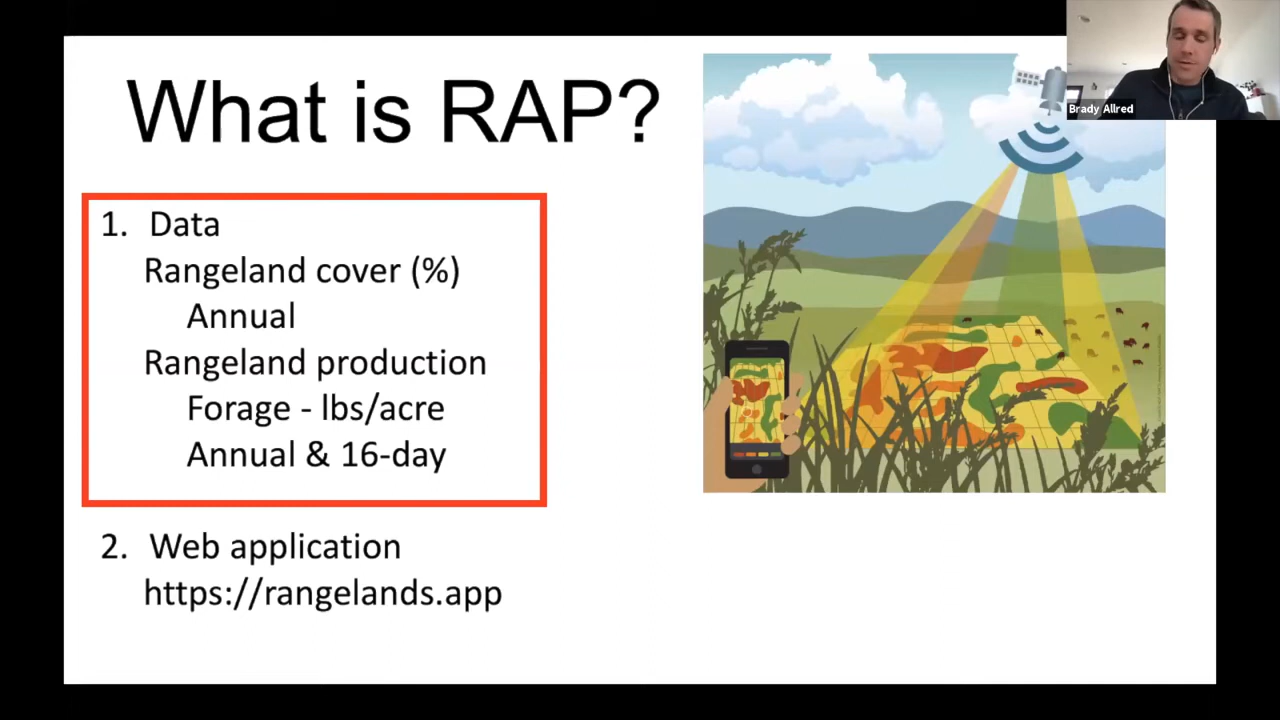 What is RAP?
1. Data
Rangeland cover (%)
Annual
Rangeland production
Forage - lbs/acre
Annual & 16-day
2. Web application
https://rangelands.app
Brady Allred